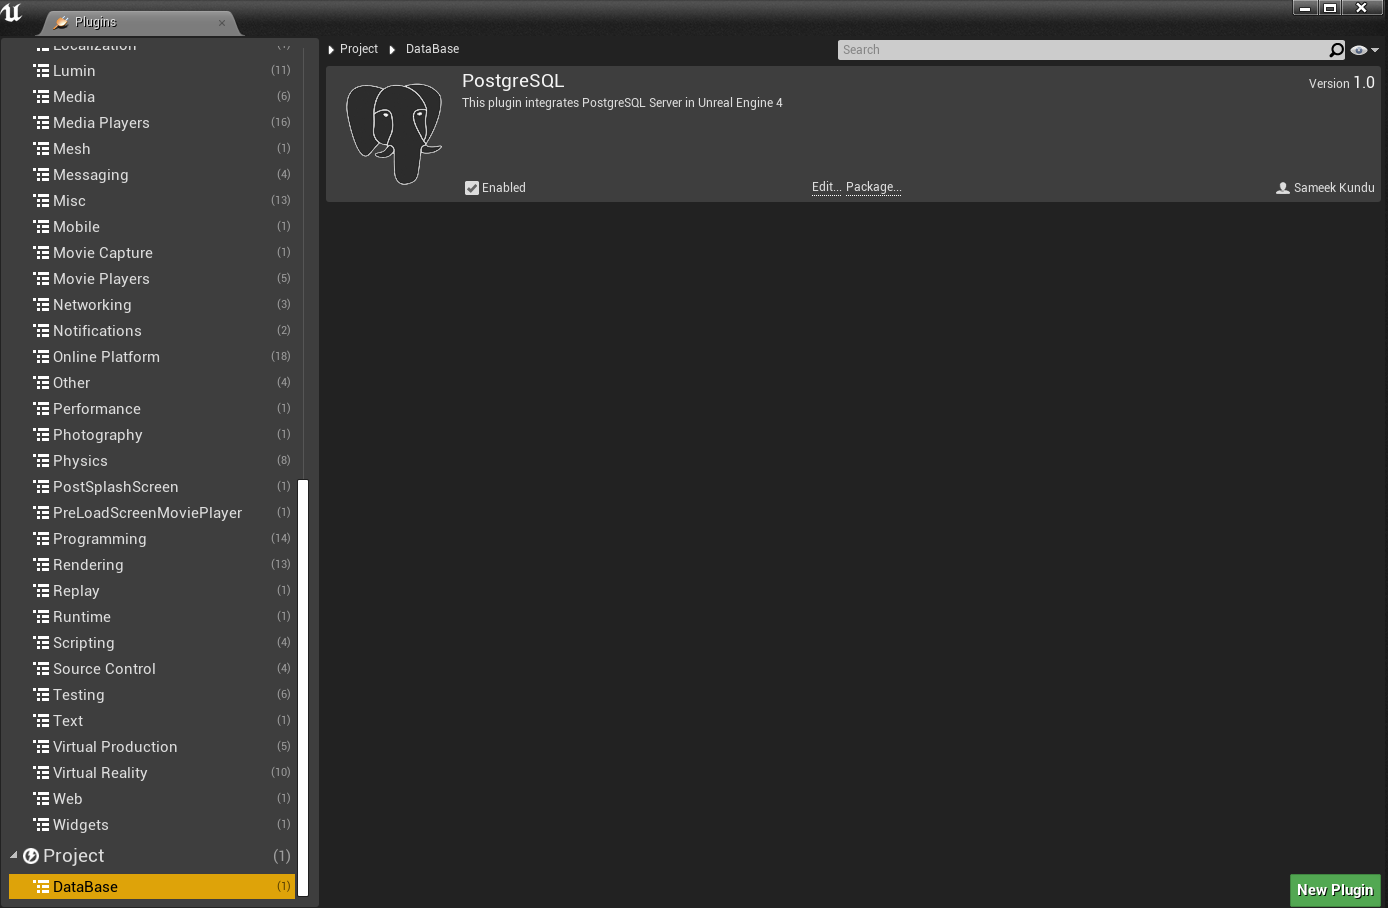 Plugins
Localization
Lumin (11)
Media (6)
Media Players (16)
Mesh (1)
Messaging (4)
Misc (13)
Mobile (1)
Movie Capture (1)
Movie Players (5)
Networking (3)
Notifications (2)
Online Platform (18)
Other (4)
Performance (1)
Photography (1)
Physics (8)
PostSplashScreen (1)
PreLoadScreenMoviePlayer (1)
Programming (14)
Rendering (13)
Replay (1)
Runtime (1)
Scripting (4)
Source Control (4)
Testing (6)
Text (1)
Virtual Production (5)
Virtual Reality (10)
Web (1)
Widgets (1)
Project (1)
DataBase (1)
Project DataBase
Search
PostgreSQL
Version 1.0
This plugin integrates PostgreSQL Server in Unreal Engine 4
Enabled
Edit... Package...
Sameek Kundu
New Plugin